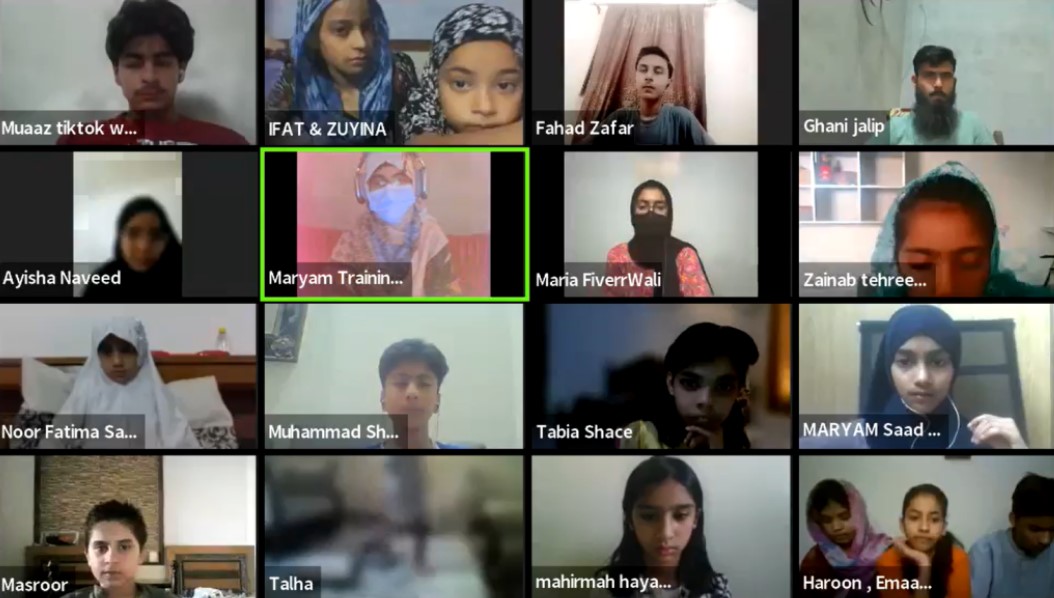 Muaaz tiktok w...
IFAT & ZUYINA
Fahad Zafar
Ghani jalip
Ayisha Naveed
Maryam Trainin...
Maria FiverrWali
Zainab tehree...
Noor Fatima Sa...
Muhammad Sh...
Tabia Shace
MARYAM Saad ...
Masroor
Talha
mahirmah haya...
Haroon , Emaa...